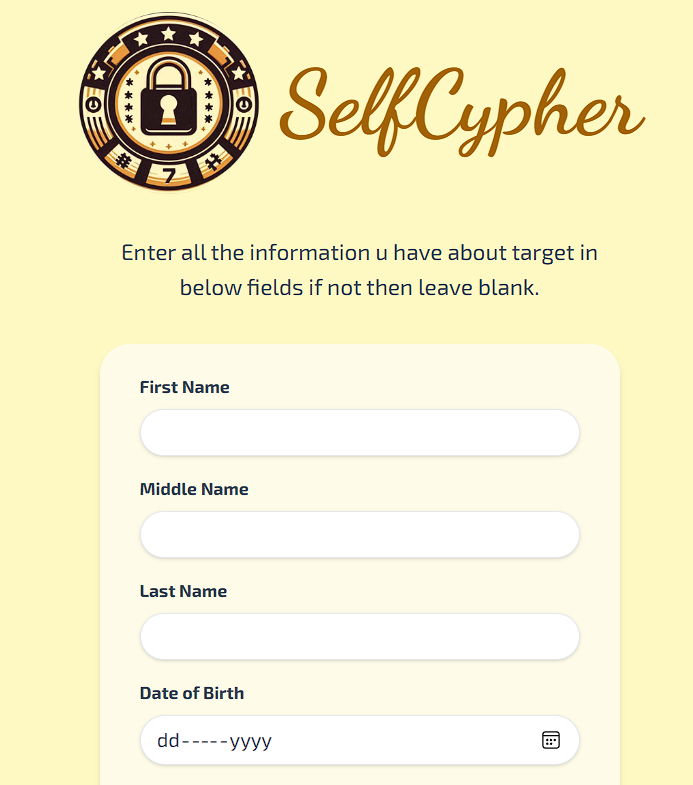 SelfCypher
# 7
Enter all the information u have about target in
below fields if not then leave blank.
First Name
Middle Name
Last Name
Date of Birth
dd-----yyyy